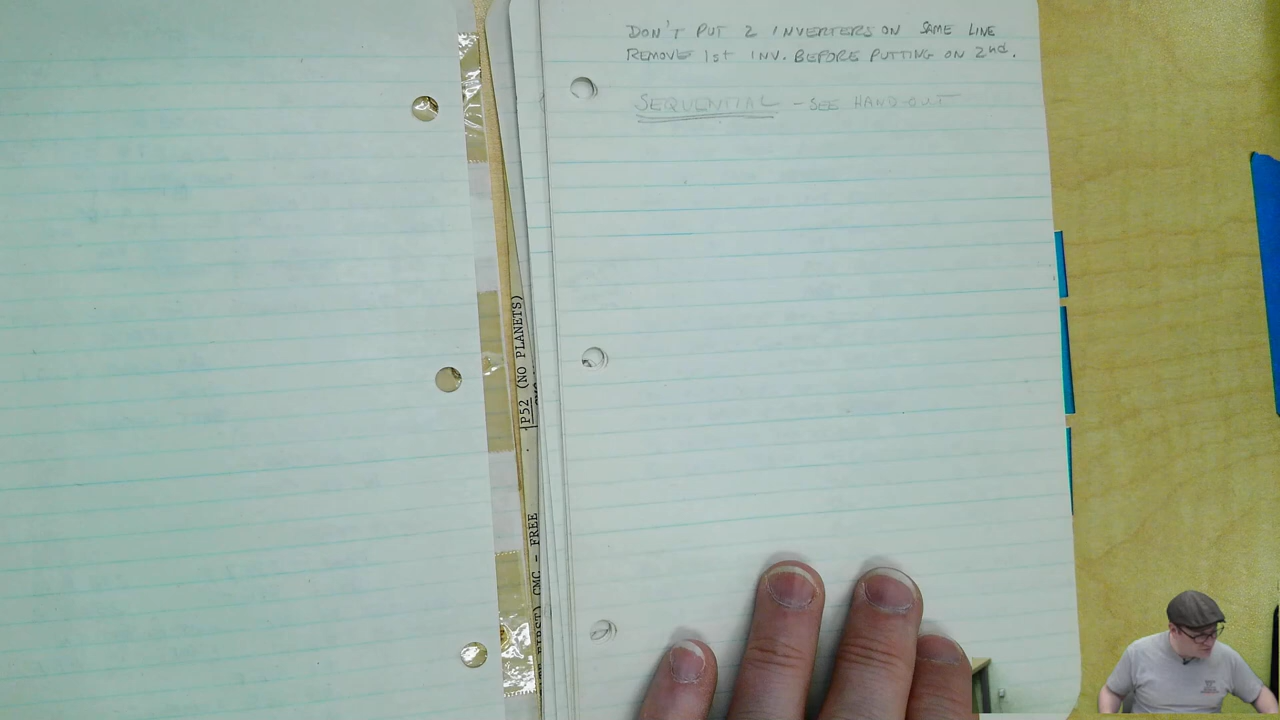 DON'T PUT 2 INVERTERS ON SAME LINE
REMOVE 1st INV. BEFORE PUTTING ON 2nd.
SEQUENTIAL - SEE HAND-OUT
P52 (NO PLANETS)
FIRST) CMC - FREE